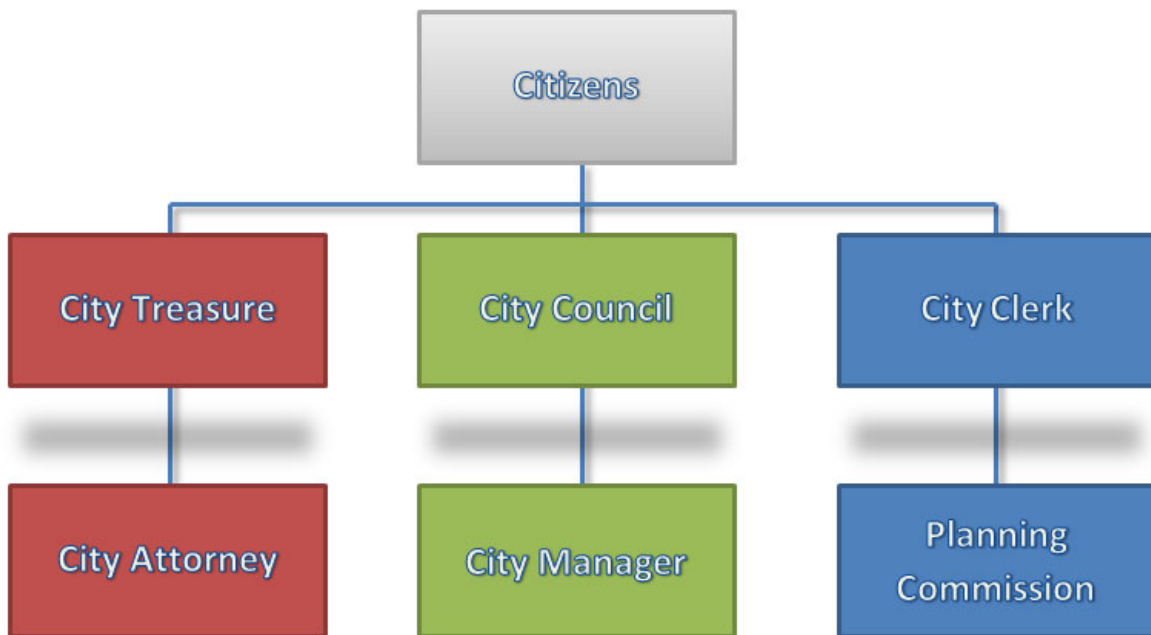 Citizens
City Treasure
City Council
City Clerk
City Attorney
City Manager
Planning
Commission